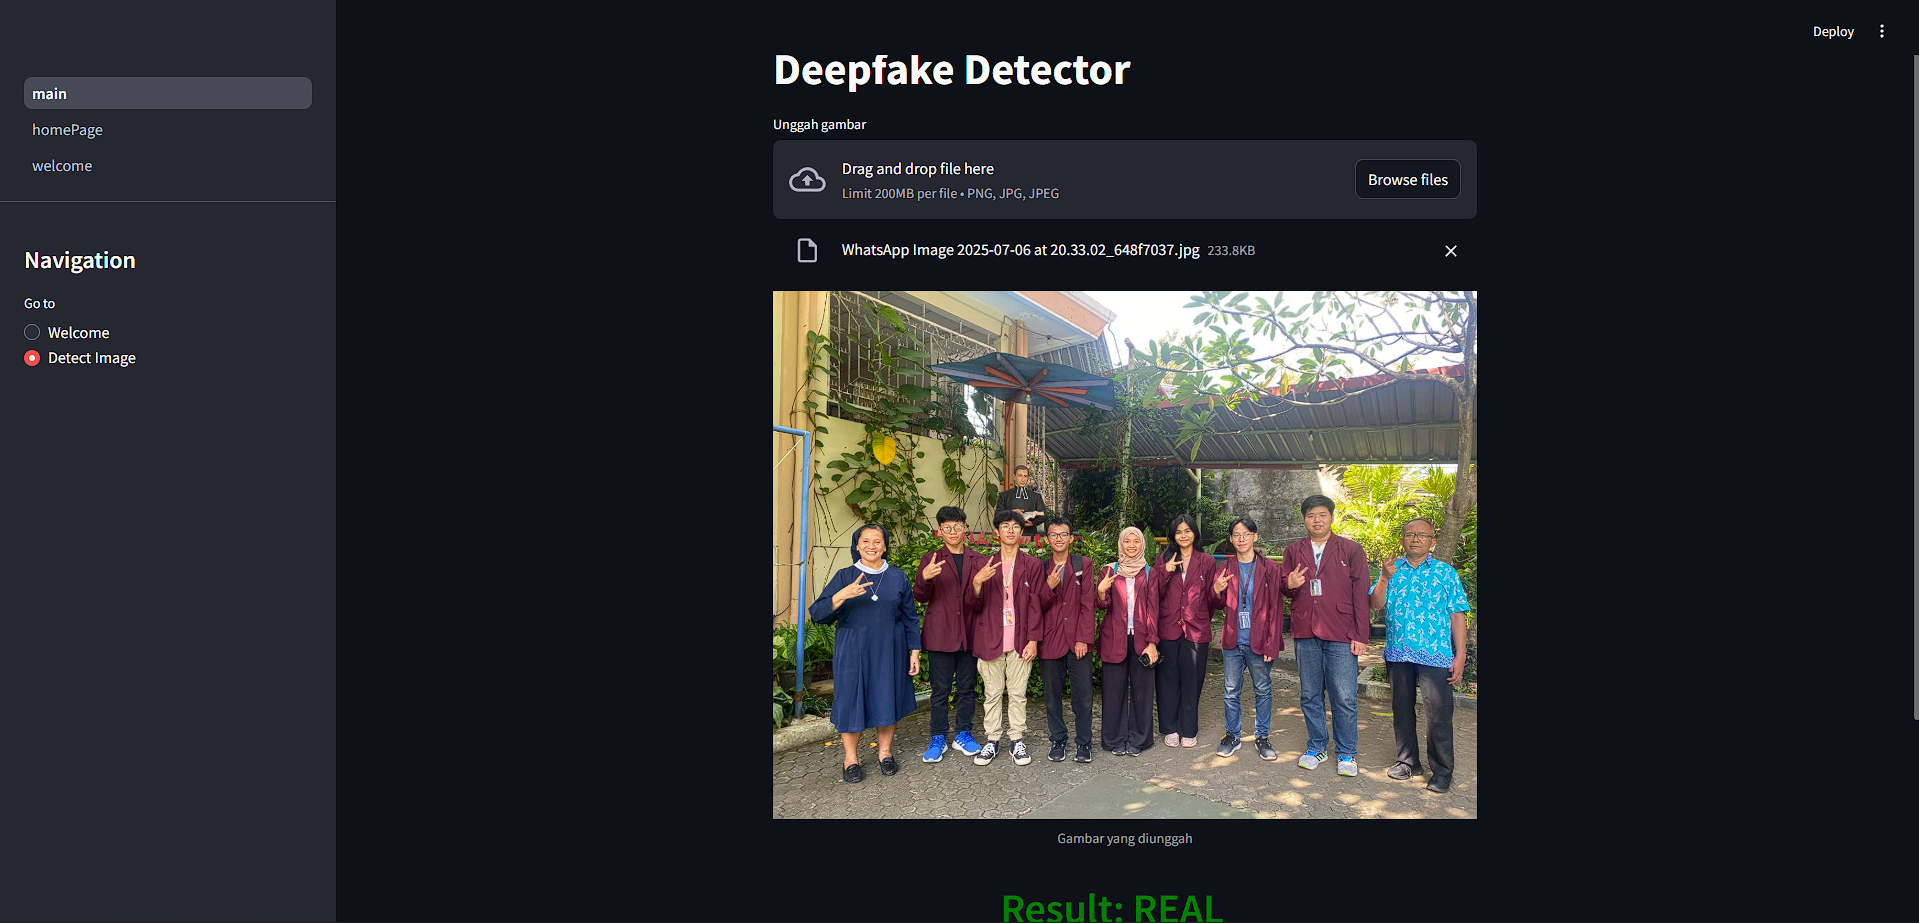 Deploy
main
homePage
welcome
Navigation
Go to
Welcome
Detect Image
Deepfake Detector
Unggah gambar
Drag and drop file here
Limit 200MB per file • PNG, JPG, JPEG
Browse files
WhatsApp Image 2025-07-06 at 20.33.02_648f7037.jpg 233.8KB
Gambar yang diunggah
Result: REAL